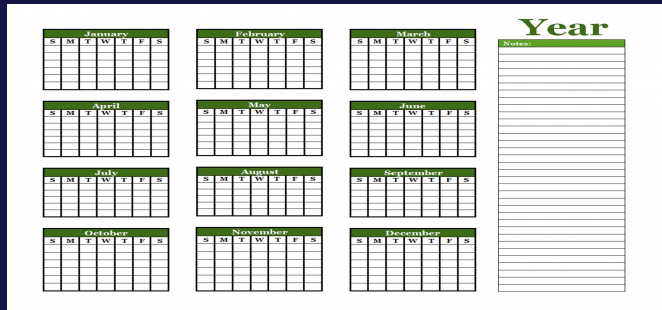 Year
January February March
S M T W T F S S M T W T F S S M T W T F S
Notes:
April May June
S M T W T F S S M T W T F S S M T W T F S
July August September
S M T W T F S S M T W T F S S M T W T F S
October November December
S M T W T F S S M T W T F S S M T W T F S